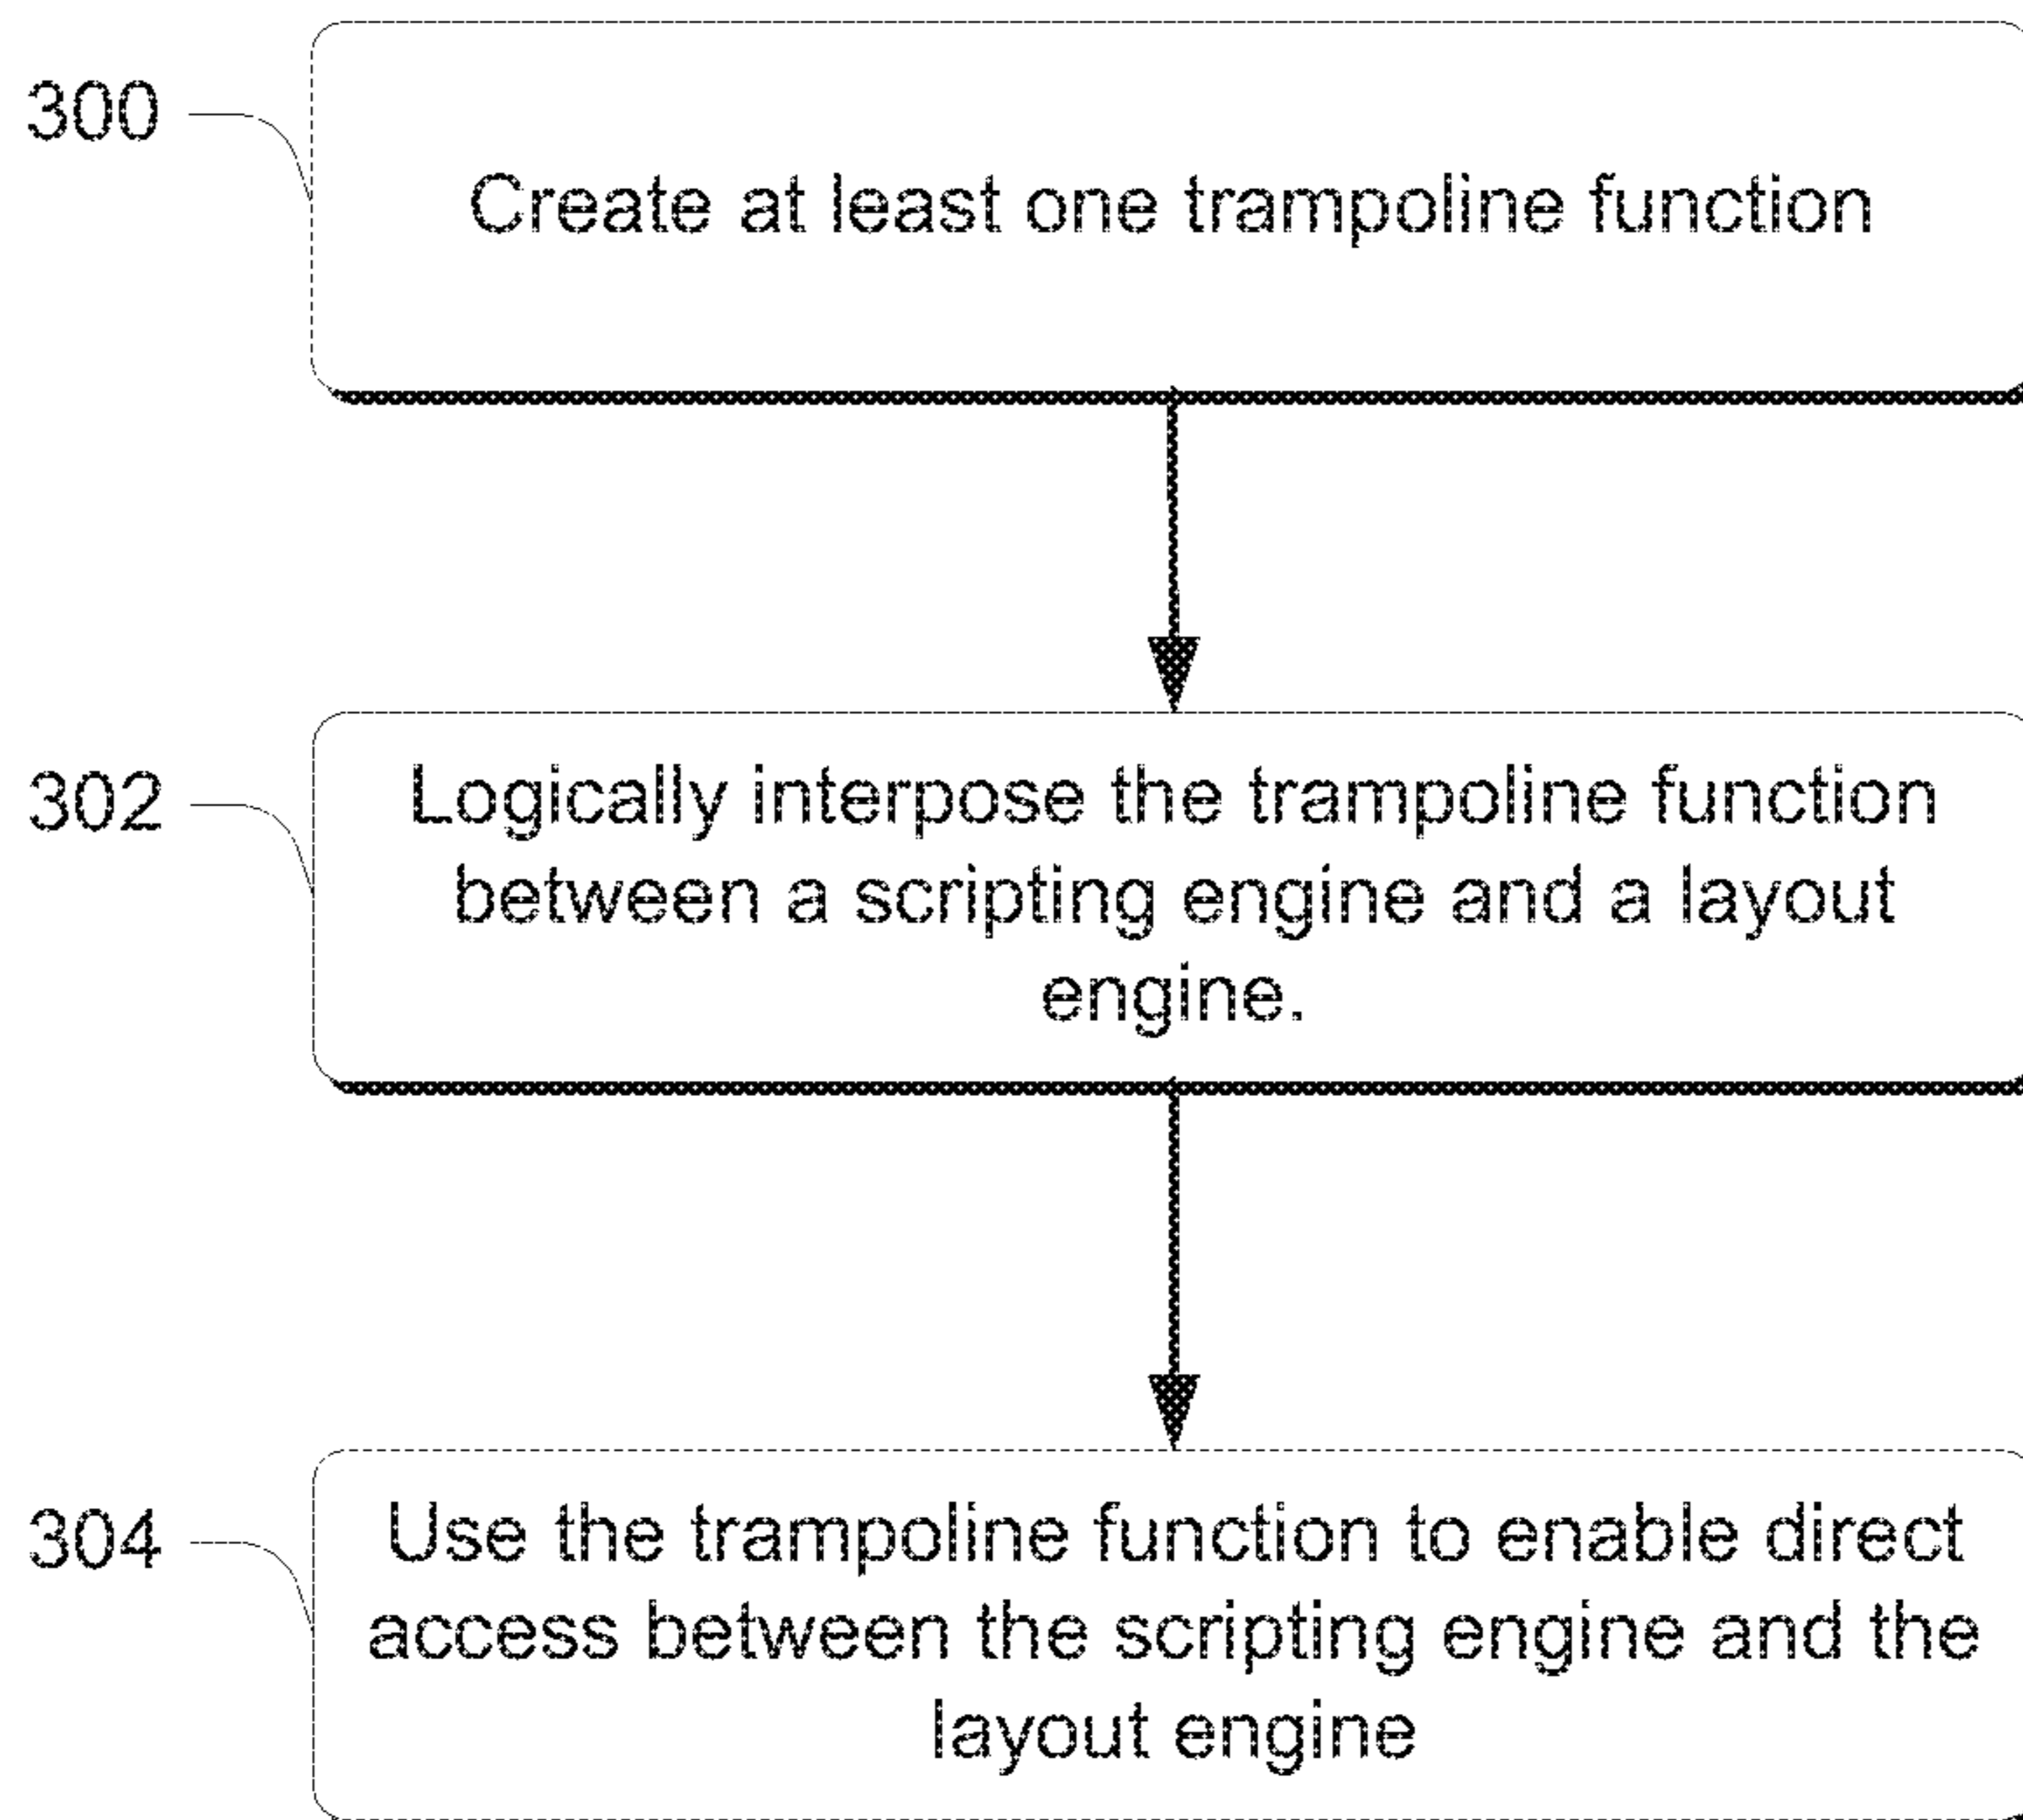 300
Create at least one trampoline function
302
Logically interpose the trampoline function
between a scripting engine and a layout
engine.
304
Use the trampoline function to enable direct
access between the scripting engine and the
layout engine